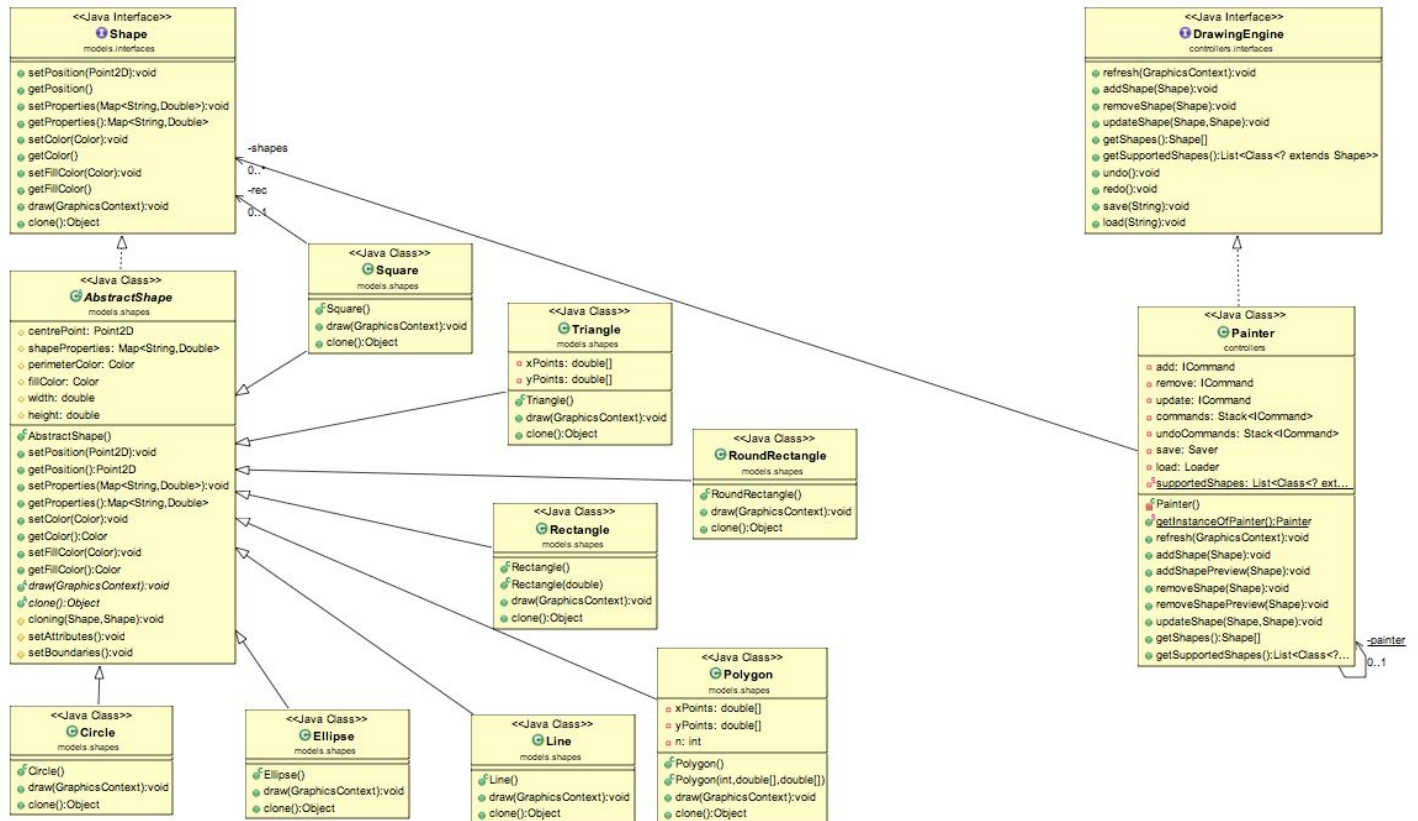 <<Java Interface>>
Shape
models.interfaces
setPosition(Point2D):void
getPosition()
setProperties(Map<String,Double>):void
getProperties():Map<String,Double>
setColor(Color):void
getColor()
setFillColor(Color):void
getFillColor()
draw(GraphicsContext):void
clone():Object
-shapes
0..*
-rec
0..1
<<Java Interface>>
DrawingEngine
controllers.interfaces
refresh(GraphicsContext):void
addShape(Shape):void
removeShape(Shape):void
updateShape(Shape,Shape):void
getShapes():Shape[]
getSupportedShapes():List<Class<? extends Shape>>
undo():void
redo():void
save(String):void
load(String):void
<<Java Class>>
AbstractShape
models.shapes
centrePoint: Point2D
shapeProperties: Map<String,Double>
perimeterColor: Color
fillColor: Color
width: double
height: double
AbstractShape()
setPosition(Point2D):void
getPosition():Point2D
setProperties(Map<String,Double>):void
getProperties():Map<String,Double>
setColor(Color):void
getColor():Color
setFillColor(Color):void
getFillColor():Color
draw(GraphicsContext):void
clone():Object
cloning(Shape,Shape):void
setAttributes():void
setBoundaries():void
<<Java Class>>
Square
models.shapes
Square()
draw(GraphicsContext):void
clone():Object
<<Java Class>>
Triangle
models.shapes
xPoints: double[]
yPoints: double[]
Triangle()
draw(GraphicsContext):void
clone():Object
<<Java Class>>
RoundRectangle
models.shapes
RoundRectangle()
draw(GraphicsContext):void
clone():Object
<<Java Class>>
Rectangle
models.shapes
Rectangle()
Rectangle(double)
draw(GraphicsContext):void
clone():Object
<<Java Class>>
Painter
controllers
add: ICommand
remove: ICommand
update: ICommand
commands: Stack<ICommand>
undoCommands: Stack<ICommand>
save: Saver
load: Loader
supportedShapes: List<Class<? ext...
Painter()
getInstanceOfPainter():Painter
refresh(GraphicsContext):void
addShape(Shape):void
addShapePreview(Shape):void
removeShape(Shape):void
removeShapePreview(Shape):void
updateShape(Shape,Shape):void
getShapes():Shape[]
getSupportedShapes():List<Class<?...
-painter
0..1
<<Java Class>>
Circle
models.shapes
Circle()
draw(GraphicsContext):void
clone():Object
<<Java Class>>
Ellipse
models.shapes
Ellipse()
draw(GraphicsContext):void
clone():Object
<<Java Class>>
Line
models.shapes
Line()
draw(GraphicsContext):void
clone():Object
<<Java Class>>
Polygon
models.shapes
xPoints: double[]
yPoints: double[]
n: int
Polygon()
Polygon(int,double[],double[])
draw(GraphicsContext):void
clone():Object